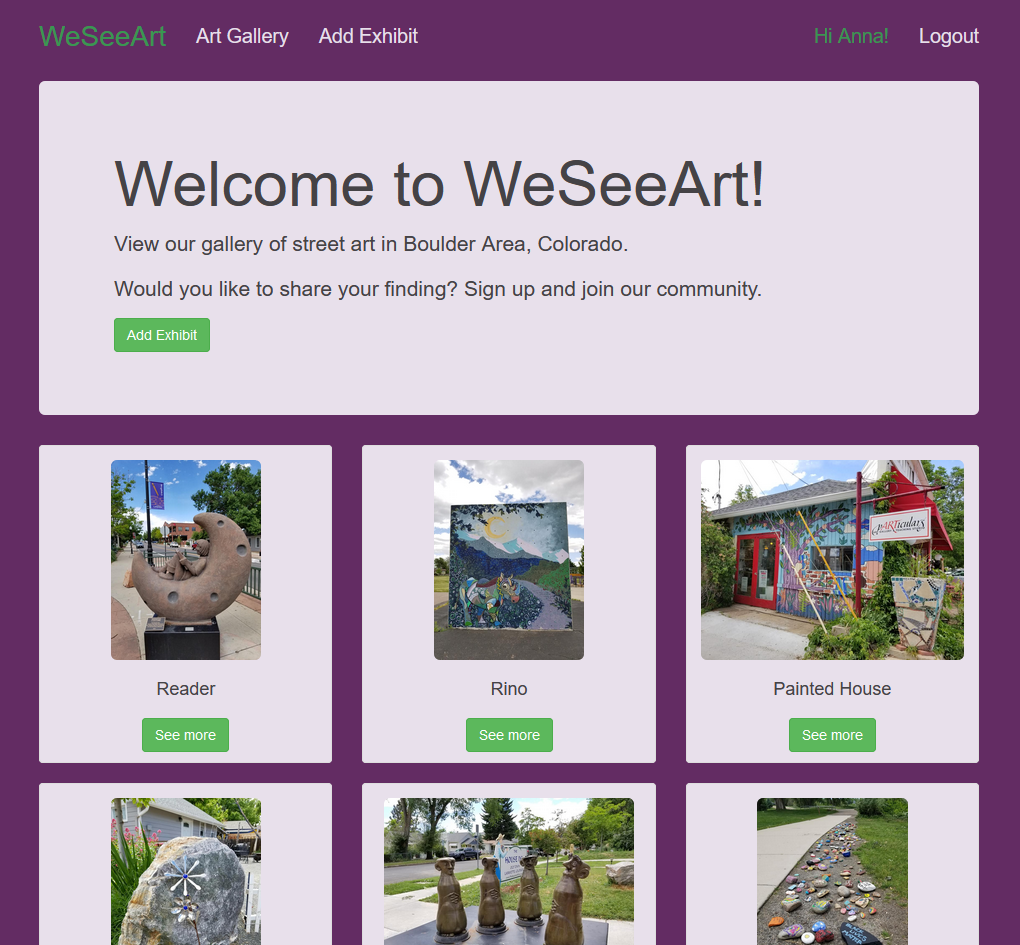 WeSeeArt Art Gallery Add Exhibit Hi Anna! Logout
Welcome to WeSeeArt!
View our gallery of street art in Boulder Area, Colorado.
Would you like to share your finding? Sign up and join our community.
Add Exhibit
pARTiculars
Reader Rino Painted House
See more See more See more
HOUSE